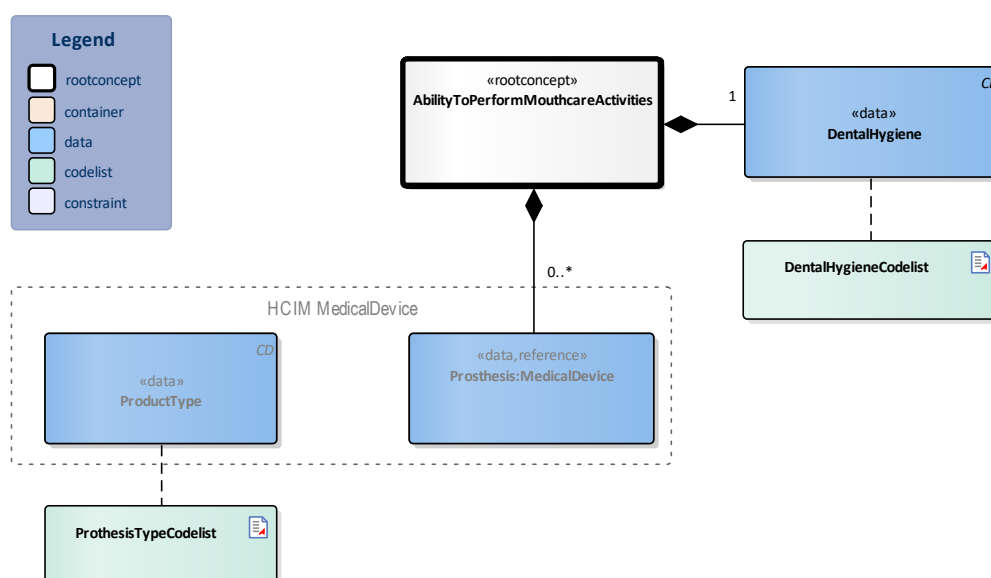 Legend
rootconcept
container
data
codelist
constraint
«rootconcept»
AbilityToPerformMouthcareActivities
1
«data»
DentalHygiene
DentalHygieneCodelist
0..*
HCIM MedicalDevice
CD
«data»
ProductType
«data,reference»
Prosthesis:MedicalDevice
ProthesisTypeCodelist